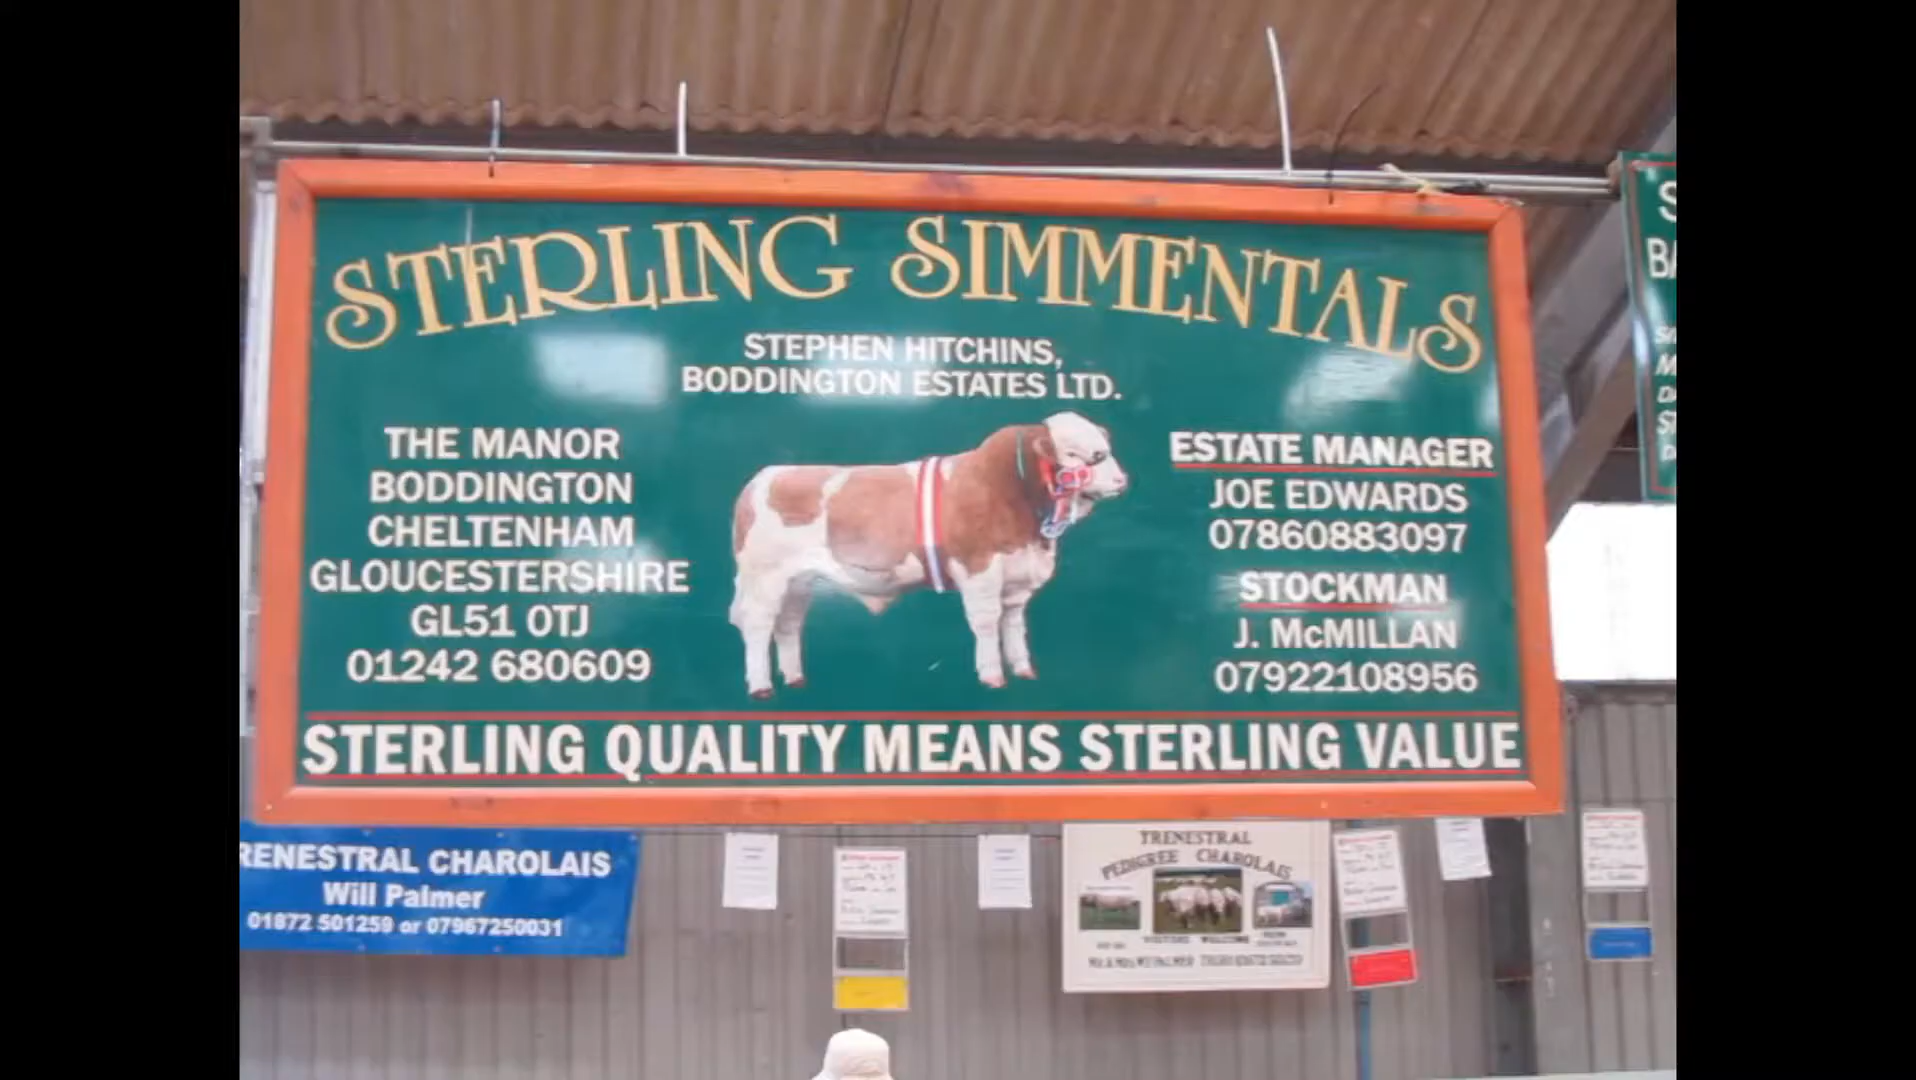 STERLING SIMMENTALS
STEPHEN HITCHINS,
BODDINGTON ESTATES LTD.
THE MANOR
BODDINGTON
CHELTENHAM
GLOUCESTERSHIRE
GL51 0TJ
01242 680609
ESTATE MANAGER
JOE EDWARDS
07860883097
STOCKMAN
J. McMILLAN
07922108956
STERLING QUALITY MEANS STERLING VALUE
RENESTRAL CHAROLAIS
Will Palmer
01872 501259 or 07967250031
TRENESTRAL
PEDIGREE CHAROLAIS
VISITORS WELCOME